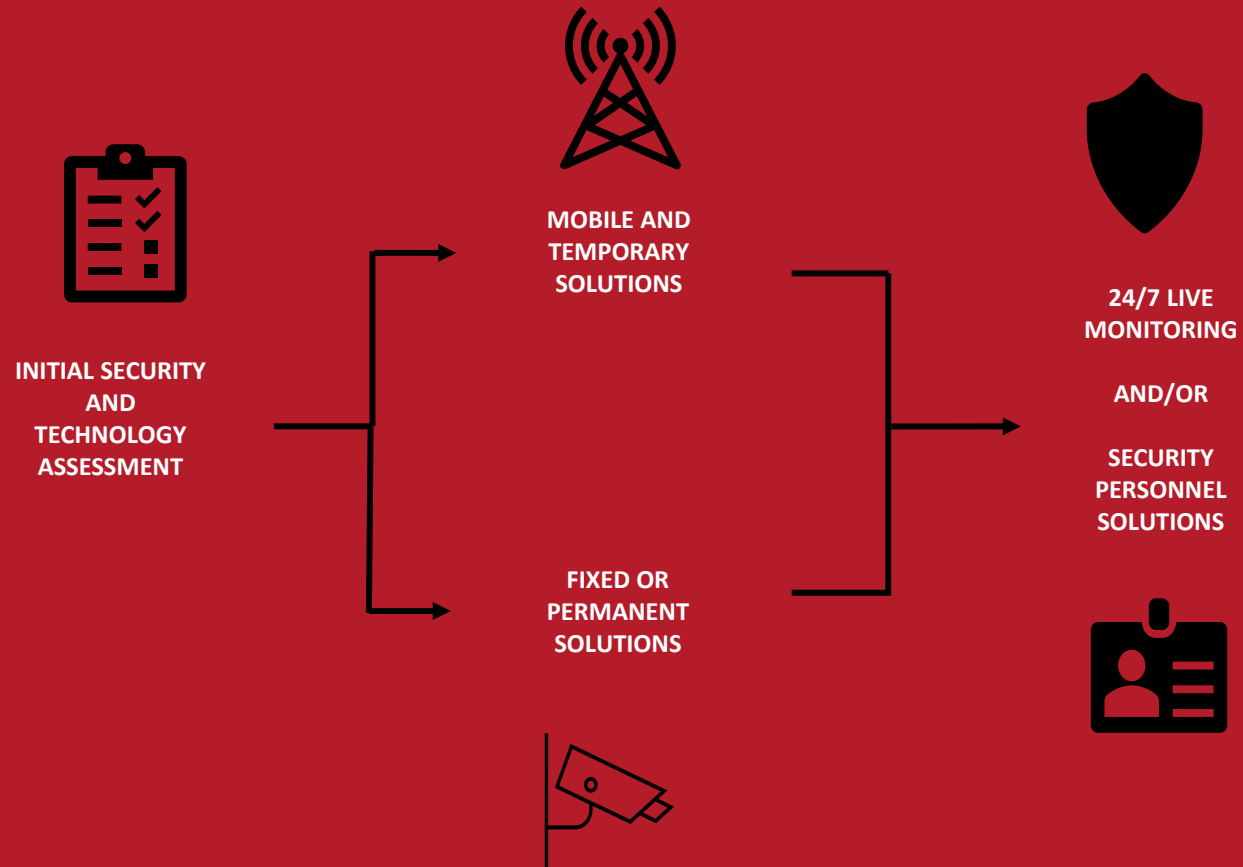 INITIAL SECURITY
AND
TECHNOLOGY
ASSESSMENT
MOBILE AND
TEMPORARY
SOLUTIONS
FIXED OR
PERMANENT
SOLUTIONS
24/7 LIVE
MONITORING
AND/OR
SECURITY
PERSONNEL
SOLUTIONS